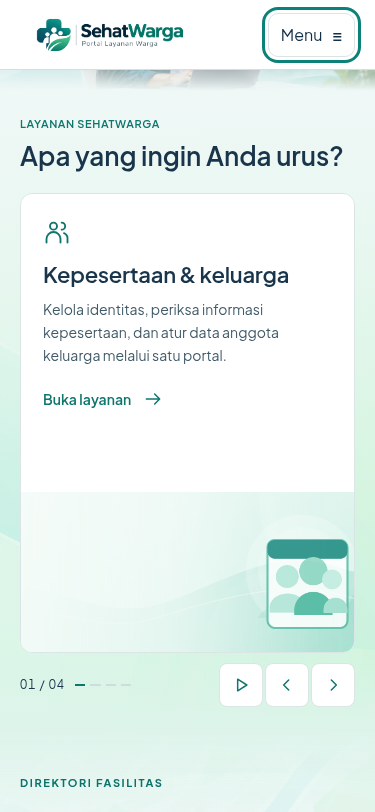 SehatWarga
Portal Layanan Warga
Menu
LAYANAN SEHATWARGA
Apa yang ingin Anda urus?
Kepesertaan & keluarga
Kelola identitas, periksa informasi
kepesertaan, dan atur data anggota
keluarga melalui satu portal.
Buka layanan
01 / 04
DIREKTORI FASILITAS